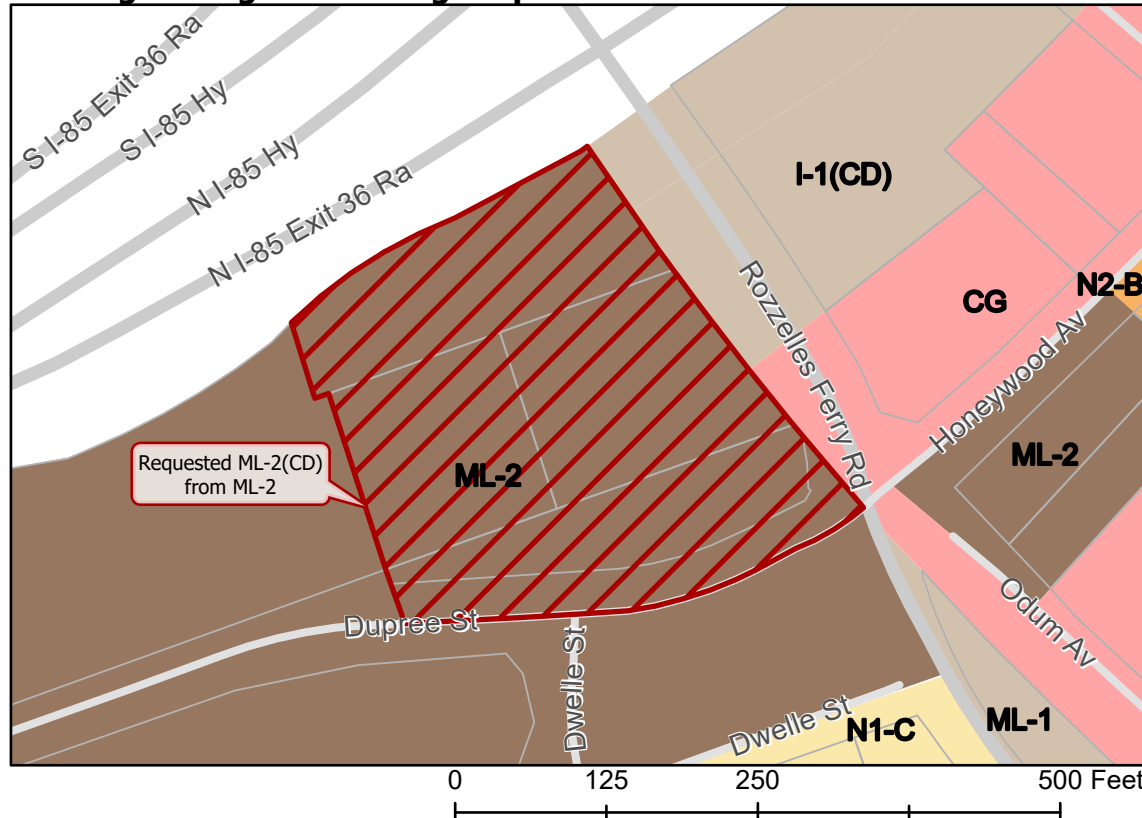 S I-85 Exit 36 Ra
S I-85 Hy
N I-85 Hy
N I-85 Exit 36 Ra
I-1(CD)
Rozzelles Ferry Rd
CG
N2-B
Honeywood Av
Requested ML-2(CD)
from ML-2
ML-2
ML-2
Odum Av
Dupree St
Dwelle St
Dwelle St
N1-C
ML-1
0 125 250 500 Feet